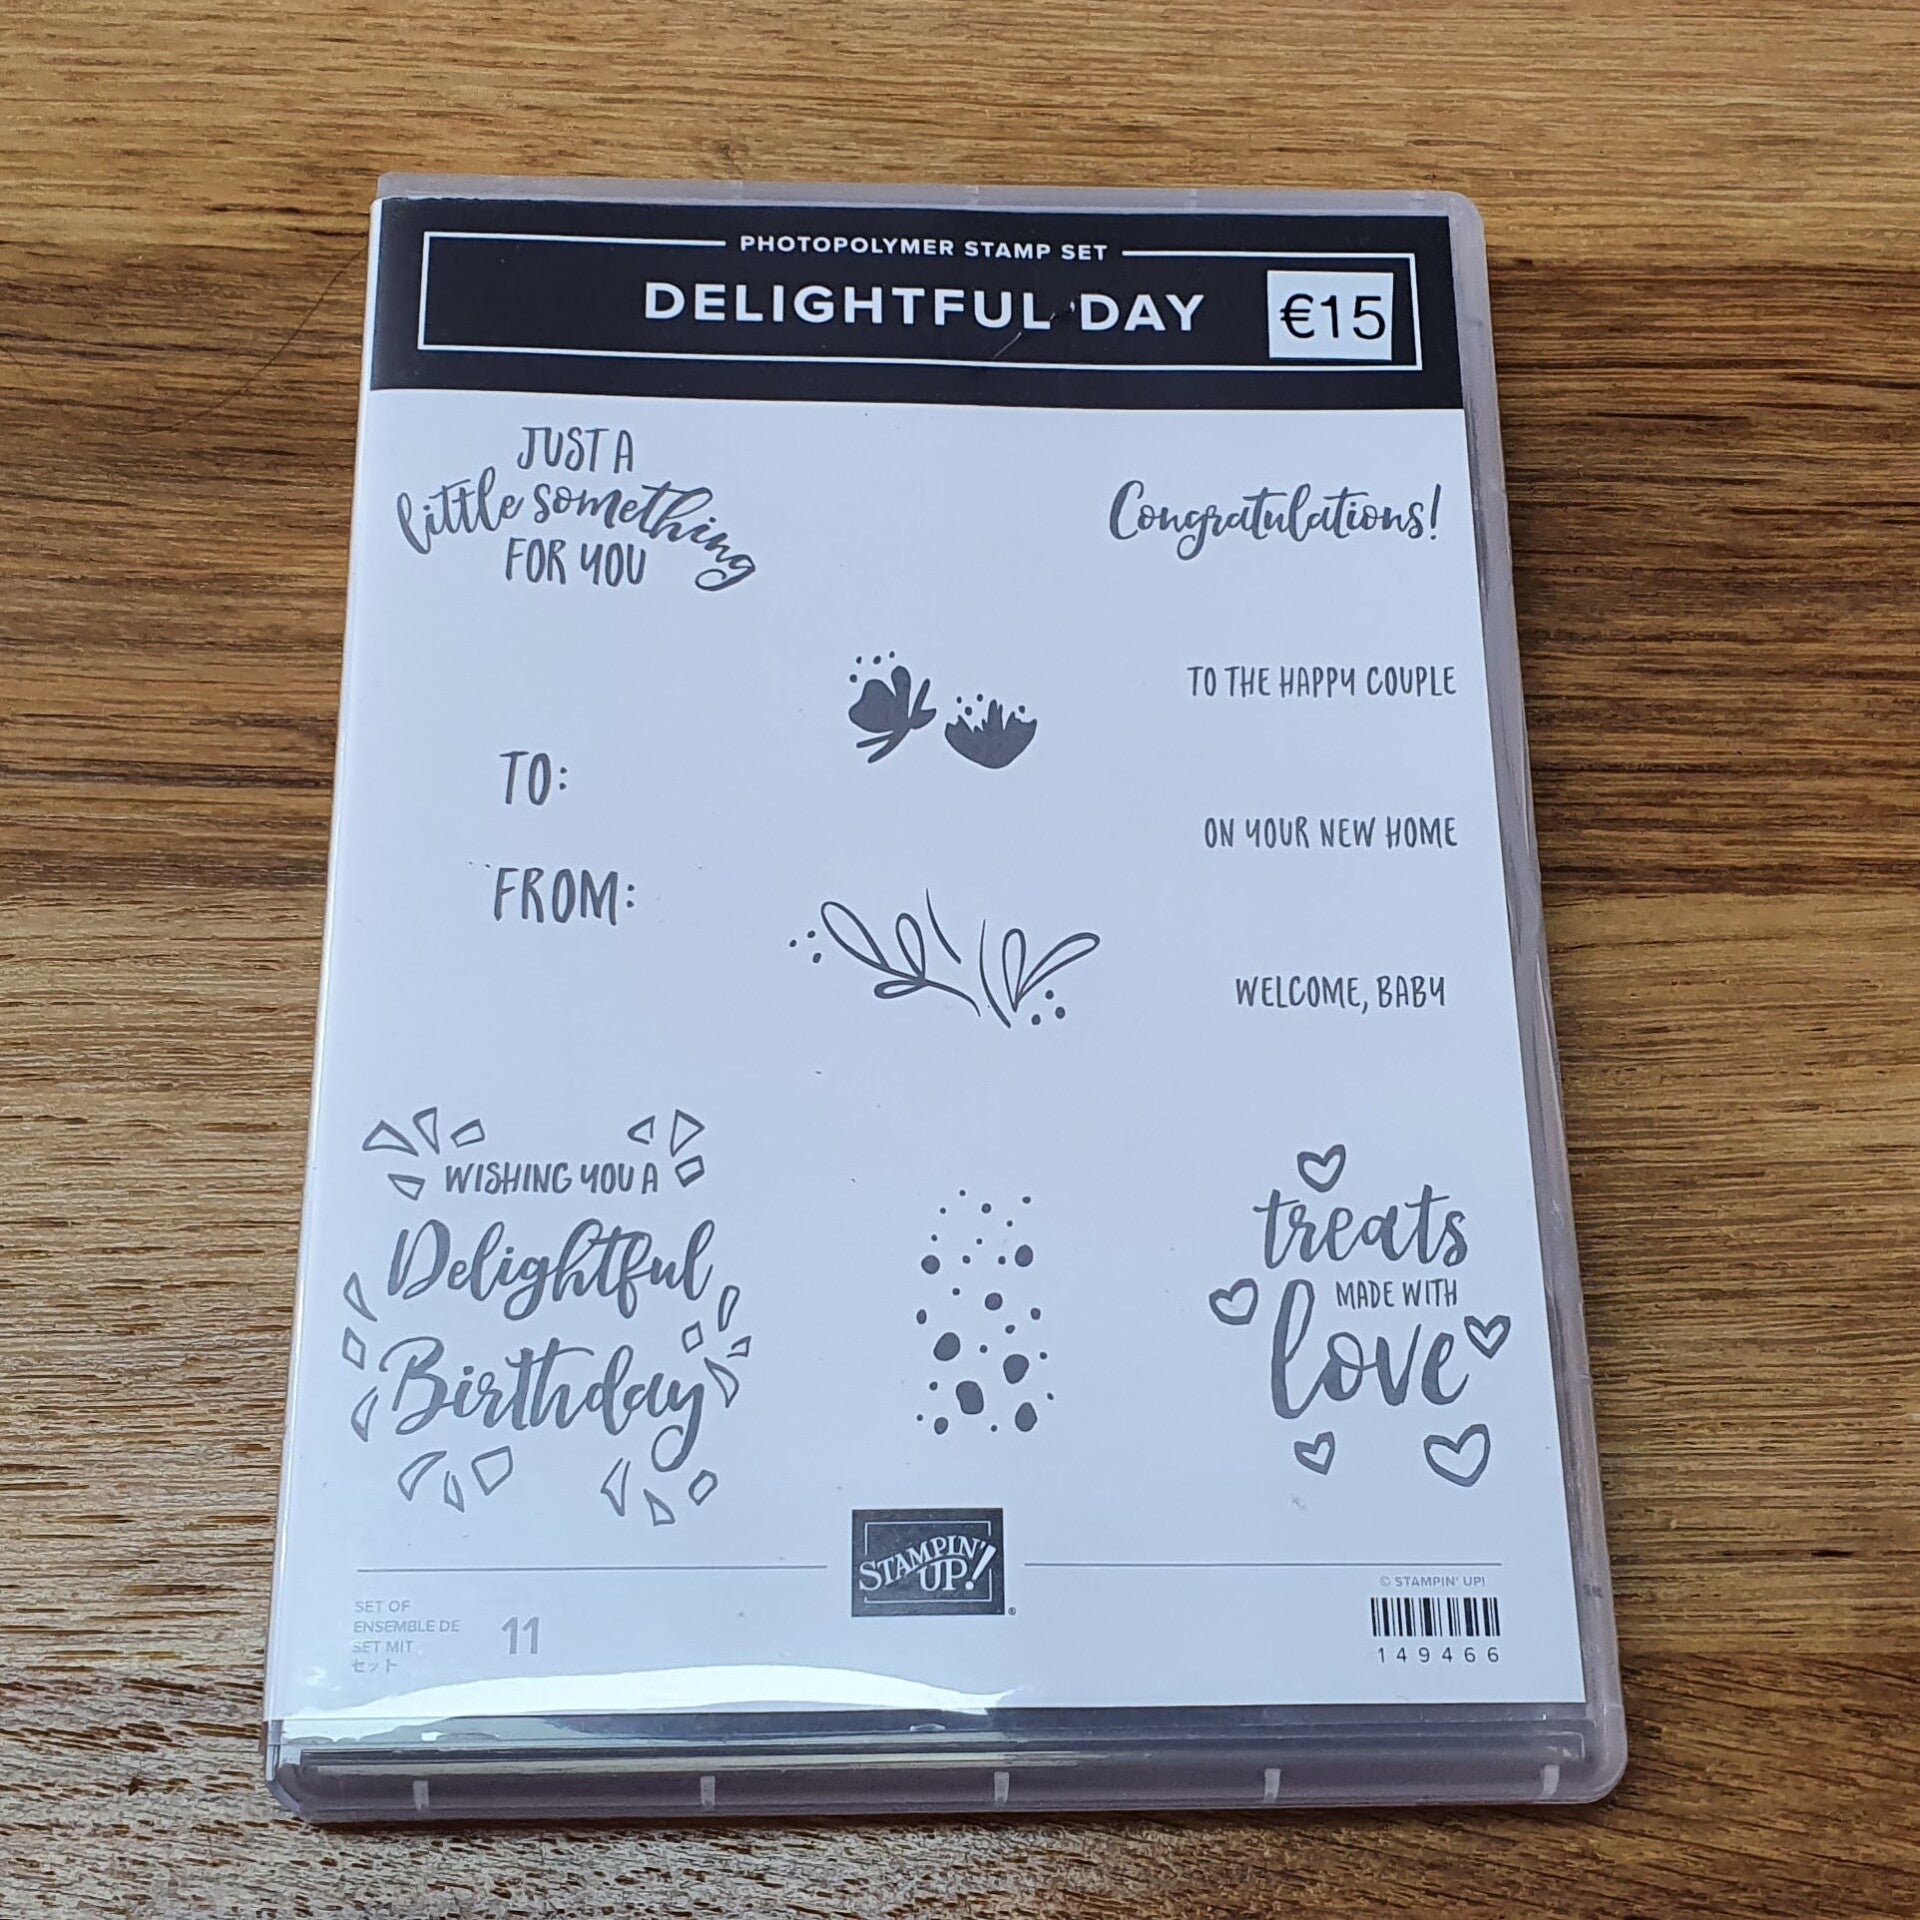 PHOTOPOLYMER STAMP SET
DELIGHTFUL DAY
€15
JUST A
little something
FOR YOU
Congratulations!
TO THE HAPPY COUPLE
TO:
ON YOUR NEW HOME
FROM:
WELCOME, BABY
WISHING YOU A
Delightful
Birthday
treats
MADE WITH
love
STAMPIN'
UP!
®
SET OF
ENSEMBLE DE
SET MIT
セット
11
© STAMPIN' UP!
149466